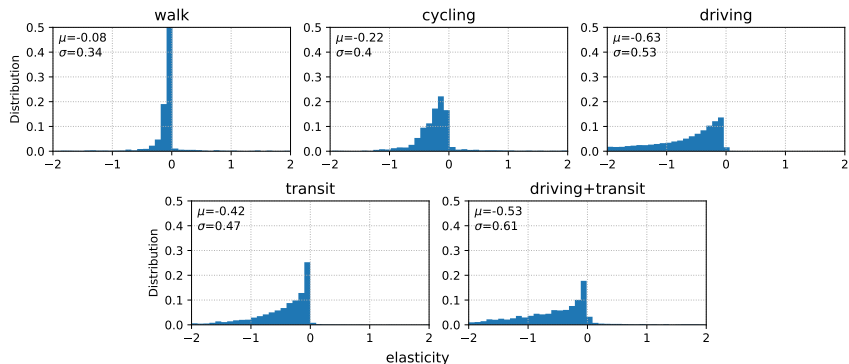 walk
μ=-0.08
σ=0.34
0.5
0.4
0.3
0.2
0.1
0.0
Distribution
−2 −1 0 1 2
cycling
μ=-0.22
σ=0.4
0.5
0.4
0.3
0.2
0.1
0.0
−2 −1 0 1 2
driving
μ=-0.63
σ=0.53
0.5
0.4
0.3
0.2
0.1
0.0
−2 −1 0 1 2
transit
μ=-0.42
σ=0.47
0.5
0.4
0.3
0.2
0.1
0.0
Distribution
−2 −1 0 1 2
driving+transit
μ=-0.53
σ=0.61
0.5
0.4
0.3
0.2
0.1
0.0
−2 −1 0 1 2
elasticity